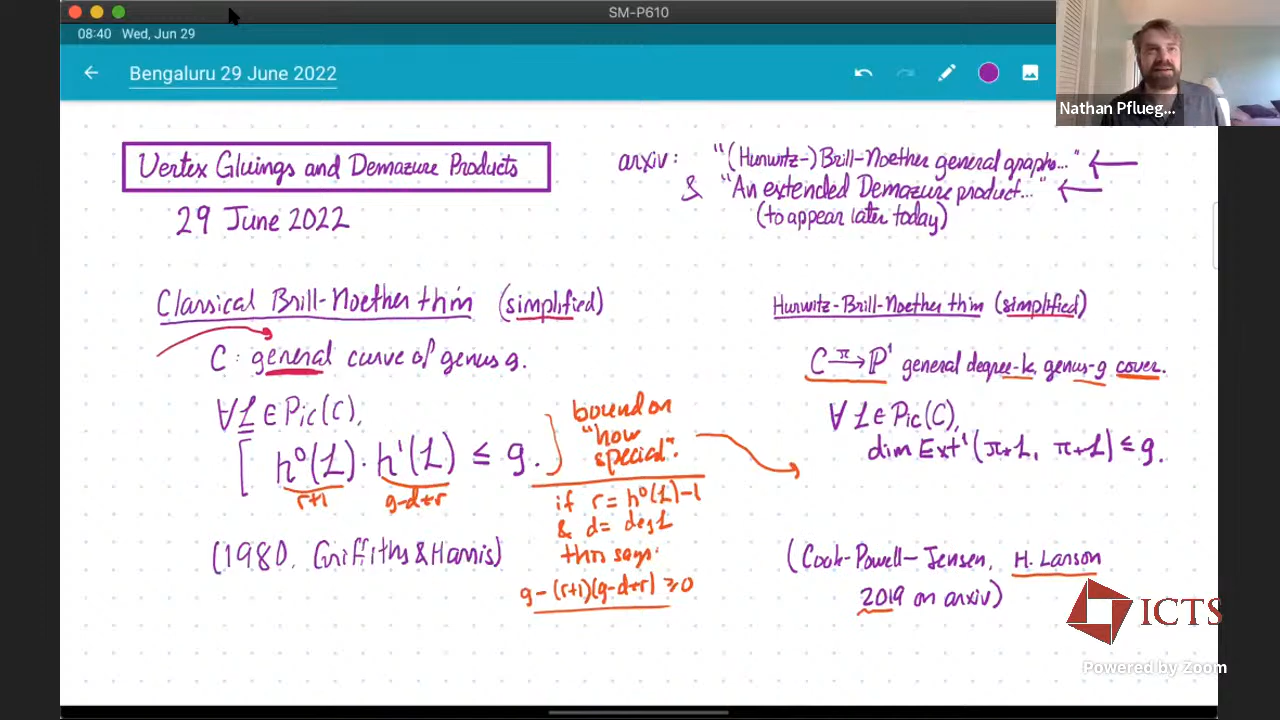 SM-P610
08:40 Wed, Jun 29
Bengaluru 29 June 2022
Nathan Pflueg...
Vertex Gluings and Demazure Products
29 June 2022
arxiv: "(Hurwitz-)Brill-Noether general graphs..."
& "An extended Demazure product..."
(to appear later today)
Classical Brill-Noether thm (simplified)
C: general curve of genus g.
∀ L ∈ Pic(C),
h⁰(L) · h¹(L) ≤ g.
r+1 g-d+r
(1980, Griffiths & Harris)
bound on
"how
special".
if r = h⁰(L)-1
& d = deg L
thm says:
g-(r+1)(g-d+r) ≥ 0
Hurwitz-Brill-Noether thm (simplified)
C →π P¹ general degree-k, genus-g cover.
∀ L ∈ Pic(C),
dim Ext¹(π∗L, π∗L) ≤ g.
(Cook-Powell-Jensen, H. Larson
2019 on arxiv)
ICTS
Powered by Zoom